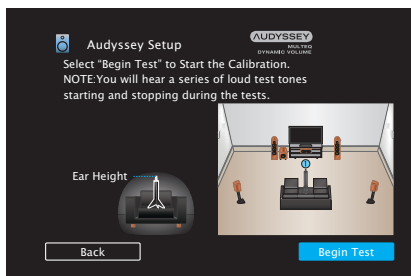 Audyssey Setup
AUDYSSEY
MULTEQ
DYNAMIC VOLUME
Select “Begin Test” to Start the Calibration.
NOTE:You will hear a series of loud test tones
starting and stopping during the tests.
Ear Height
Back
Begin Test